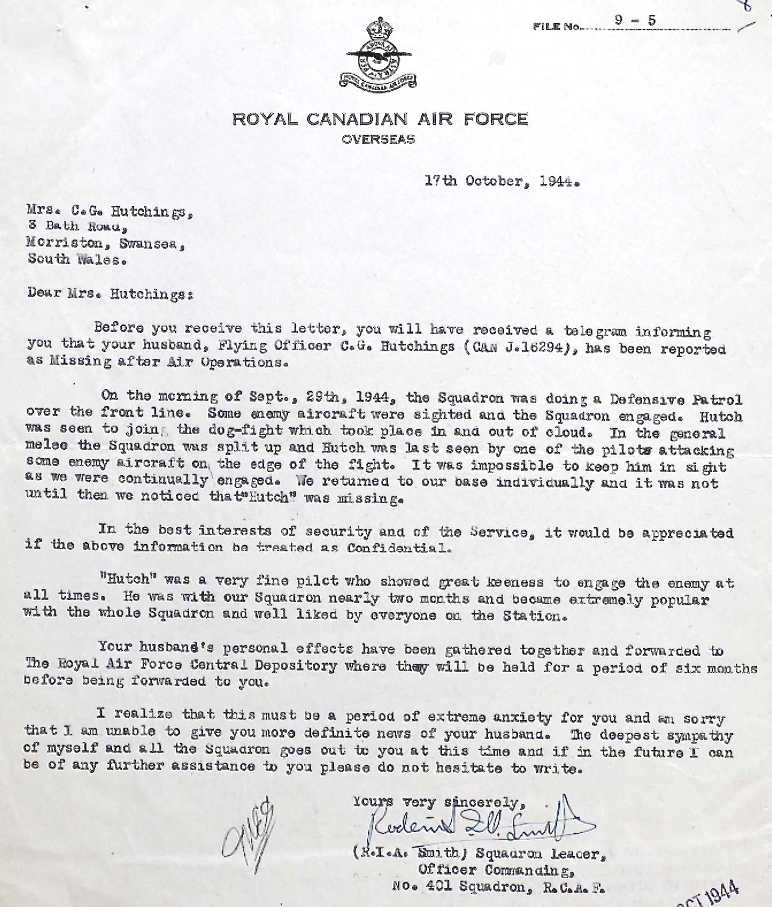 FILE No. 9 - 5
ROYAL CANADIAN AIR FORCE
OVERSEAS
17th October, 1944.
Mrs. C.G. Hutchings,
3 Bath Road,
Morriston, Swansea,
South Wales.
Dear Mrs. Hutchings:
Before you receive this letter, you will have received a telegram informing
you that your husband, Flying Officer C.G. Hutchings (CAN J.16294), has been reported
as Missing after Air Operations.
On the morning of Sept., 29th, 1944, the Squadron was doing a Defensive Patrol
over the front line. Some enemy aircraft were sighted and the Squadron engaged. Hutch
was seen to join the dog-fight which took place in and out of cloud. In the general
melee the Squadron was split up and Hutch was last seen by one of the pilots attacking
some enemy aircraft on the edge of the fight. It was impossible to keep him in sight
as we were continually engaged. We returned to our base individually and it was not
until then we noticed that"Hutch" was missing.
In the best interests of security and of the Service, it would be appreciated
if the above information be treated as Confidential.
"Hutch" was a very fine pilot who showed great keeness to engage the enemy at
all times. He was with our Squadron nearly two months and became extremely popular
with the whole Squadron and well liked by everyone on the Station.
Your husband's personal effects have been gathered together and forwarded to
The Royal Air Force Central Depository where they will be held for a period of six months
before being forwarded to you.
I realize that this must be a period of extreme anxiety for you and am sorry
that I am unable to give you more definite news of your husband. The deepest sympathy
of myself and all the Squadron goes out to you at this time and if in the future I can
be of any further assistance to you please do not hesitate to write.
Yours very sincerely,
(R.I.A. Smith) Squadron Leader,
Officer Commanding,
No. 401 Squadron, R.C.A.F.
OCT 1944